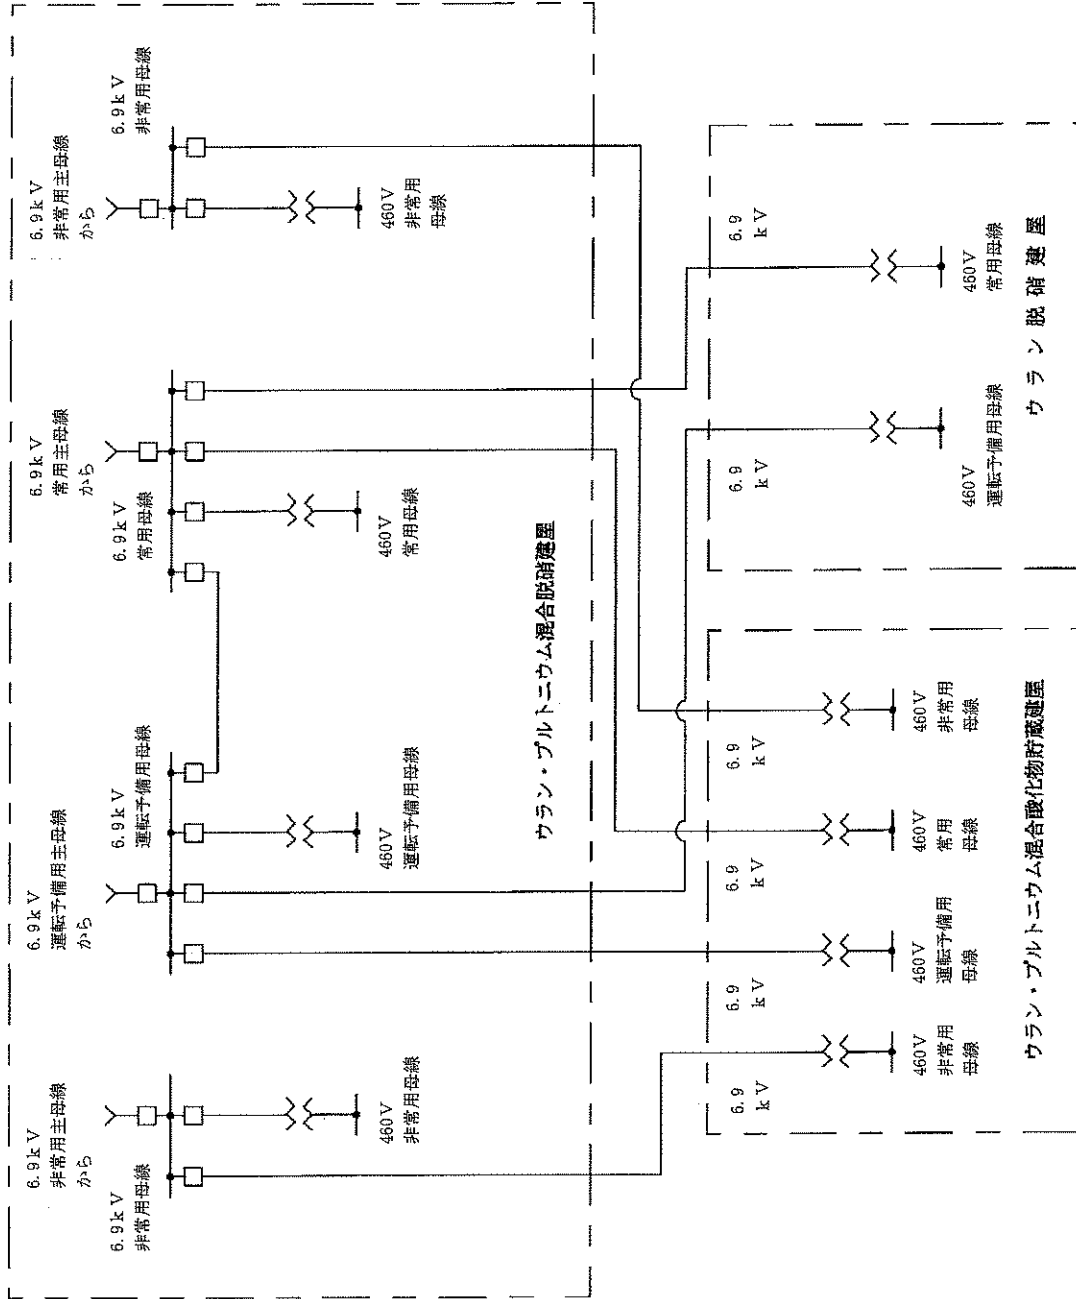 6.9kV
非常用主母線
から
6.9kV
非常用母線
460V
非常用母線
6.9kV
運転予備用主母線
から
6.9kV
運転予備用母線
460V
運転予備用母線
6.9kV
常用主母線
から
6.9kV
常用母線
460V
常用母線
6.9kV
非常用主母線
から
6.9kV
非常用母線
460V
非常用
母線
ウラン・プルトニウム混合脱硝建屋
6.9
kV
460V
非常用
母線
6.9
kV
460V
運転予備用
母線
6.9
kV
460V
常用
母線
6.9
kV
460V
非常用
母線
ウラン・プルトニウム混合酸化物貯蔵建屋
6.9
kV
460V
運転予備用母線
6.9
kV
460V
常用母線
ウラン脱硝建屋